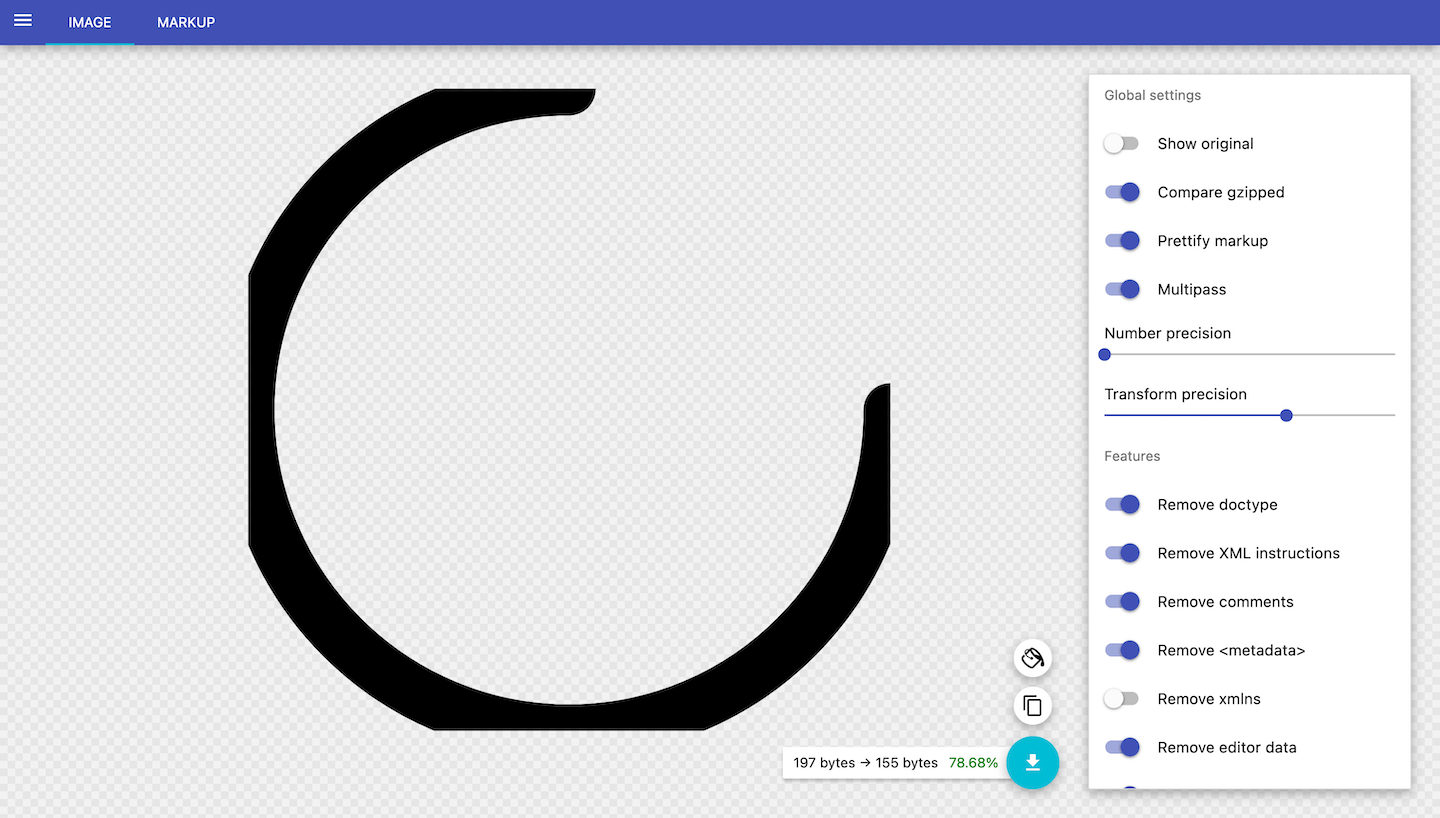 IMAGE
MARKUP
Global settings
Show original
Compare gzipped
Prettify markup
Multipass
Number precision
Transform precision
Features
Remove doctype
Remove XML instructions
Remove comments
Remove <metadata>
Remove xmlns
Remove editor data
197 bytes → 155 bytes 78.68%